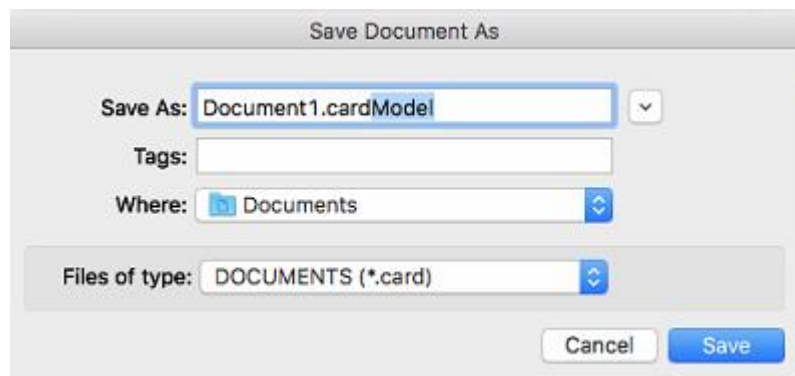 Save Document As
Save As: Document1.cardModel
Tags:
Where: Documents
Files of type: DOCUMENTS (*.card)
Cancel Save